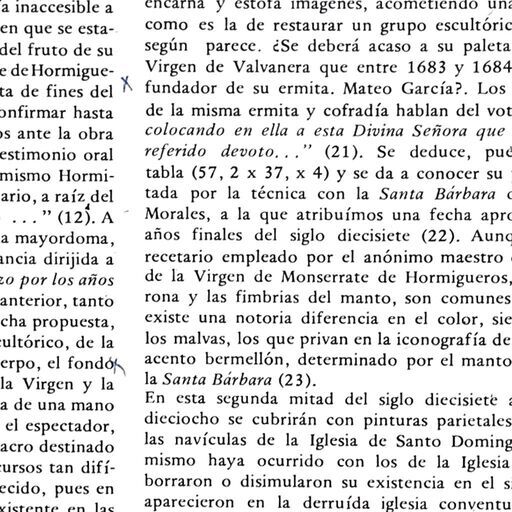 a inaccesible a
en que se esta-
del fruto de su
e de Hormigue-
ta de fines del
onfirmar hasta
os ante la obra
estimonio oral
mismo Hormi-
ario, a raíz del
. . ." (12). A
a mayordoma,
ancia dirijida a
zo por los años
anterior, tanto
cha propuesta,
cultórico, de la
erpo, el fondo
la Virgen y la
a de una mano
el espectador,
acro destinado
cursos tan difí-
ecido, pues en
xistente en las
encarna y estofa imágenes, acometiendo una
como es la de restaurar un grupo escultóric
según parece. ¿Se deberá acaso a su paleta
Virgen de Valvanera que entre 1683 y 1684
fundador de su ermita. Mateo García?. Los
de la misma ermita y cofradía hablan del vot
colocando en ella a esta Divina Señora que
referido devoto. . ." (21). Se deduce, pue
tabla (57, 2 x 37, x 4) y se da a conocer su
tada por la técnica con la Santa Bárbara
Morales, a la que atribuímos una fecha apro
años finales del siglo diecisiete (22). Aunq
recetario empleado por el anónimo maestro
de la Virgen de Monserrate de Hormigueros,
rona y las fimbrias del manto, son comunes
existe una notoria diferencia en el color, sie
los malvas, los que privan en la iconografía de
acento bermellón, determinado por el manto
la Santa Bárbara (23).
En esta segunda mitad del siglo diecisiete
dieciocho se cubrirán con pinturas parietales
las navículas de la Iglesia de Santo Doming
mismo haya ocurrido con los de la Iglesia
borraron o disimularon su existencia en el si
aparecieron en la derruída iglesia conventu